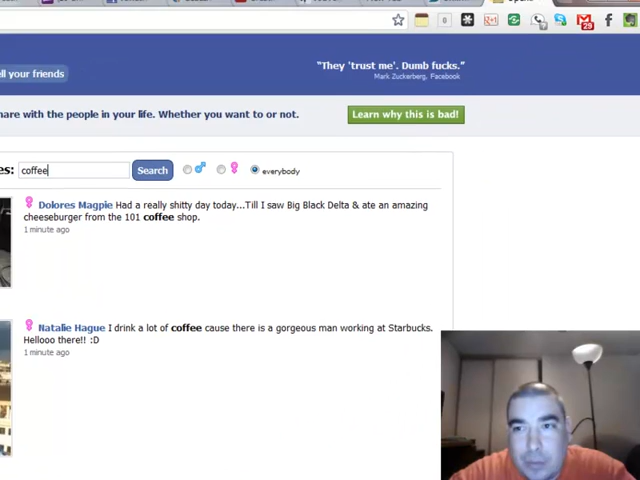 ell your friends
"They 'trust me'. Dumb fucks."
Mark Zuckerberg, Facebook
hare with the people in your life. Whether you want to or not.
Learn why this is bad!
es: coffee Search everybody
Dolores Magpie Had a really shitty day today...Till I saw Big Black Delta & ate an amazing
cheeseburger from the 101 coffee shop.
1 minute ago
Natalie Hague I drink a lot of coffee cause there is a gorgeous man working at Starbucks.
Hellooo there!! :D
1 minute ago